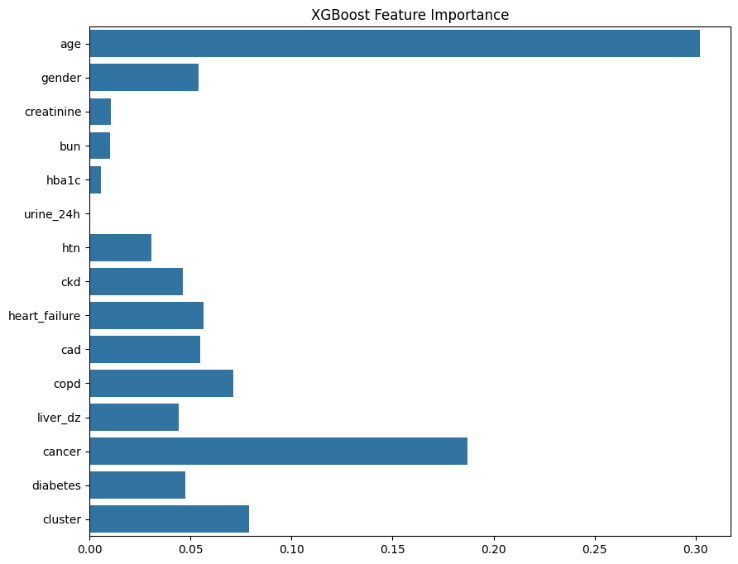 XGBoost Feature Importance
age
gender
creatinine
bun
hba1c
urine_24h
htn
ckd
heart_failure
cad
copd
liver_dz
cancer
diabetes
cluster
0.00 0.05 0.10 0.15 0.20 0.25 0.30